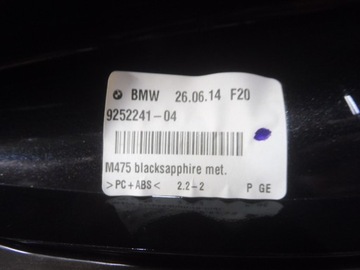 BMW 26.06.14 F20
9252241-04
M475 blacksapphire met.
>PC+ABS< 2.2-2 P GE